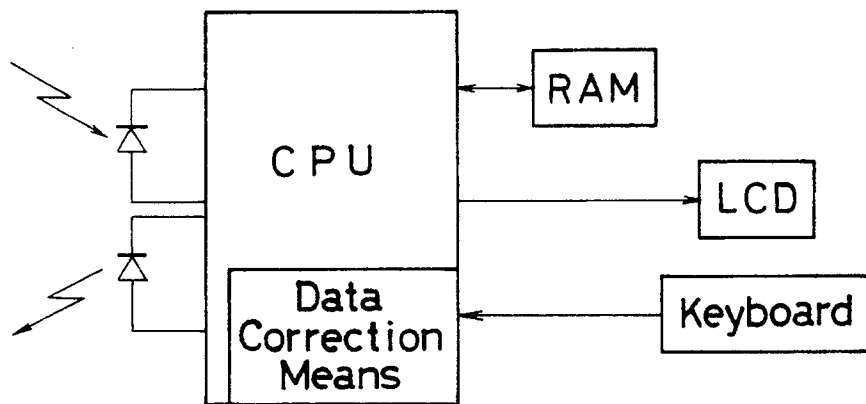 RAM
CPU
LCD
Data
Correction
Means
Keyboard